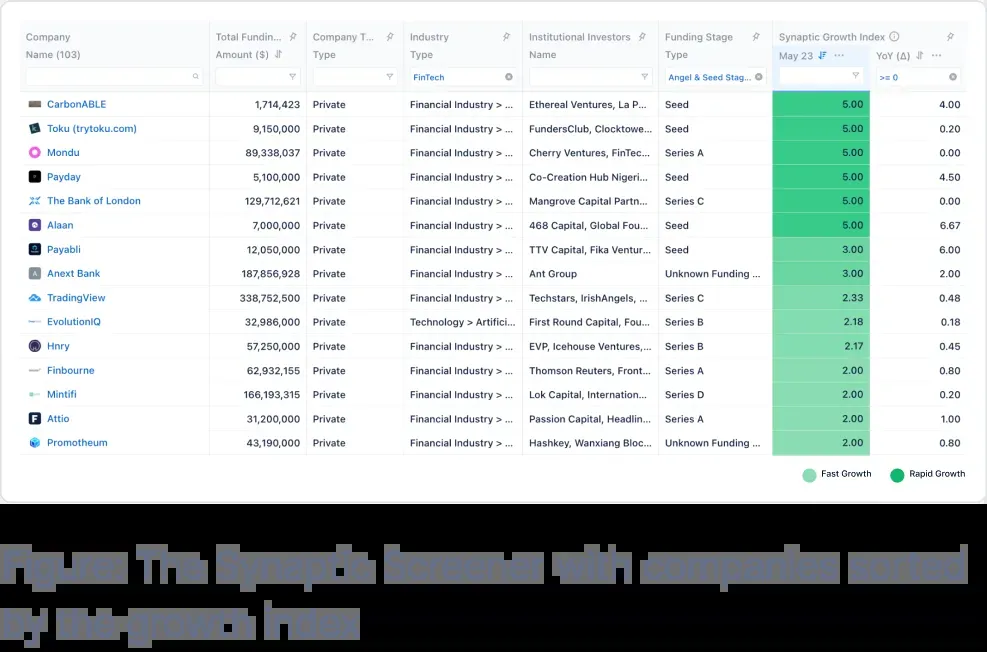 Company Total Fundin... Company T... Industry Institutional Investors Funding Stage Synaptic Growth Index
Name (103) Amount ($) Type Type Name Type May 23 YoY (Δ)
FinTech Angel & Seed Stag... >= 0
CarbonABLE 1,714,423 Private Financial Industry > ... Ethereal Ventures, La P... Seed 5.00 4.00
Toku (trytoku.com) 9,150,000 Private Financial Industry > ... FundersClub, Clocktowe... Seed 5.00 0.20
Mondu 89,338,037 Private Financial Industry > ... Cherry Ventures, FinTec... Series A 5.00 0.00
Payday 5,100,000 Private Financial Industry > ... Co-Creation Hub Nigeri... Seed 5.00 4.50
The Bank of London 129,712,621 Private Financial Industry > ... Mangrove Capital Partn... Series C 5.00 0.00
Alaan 7,000,000 Private Financial Industry > ... 468 Capital, Global Fou... Seed 5.00 6.67
Payabli 12,050,000 Private Financial Industry > ... TTV Capital, Fika Ventur... Seed 3.00 6.00
Anext Bank 187,856,928 Private Financial Industry > ... Ant Group Unknown Funding ... 3.00 2.00
TradingView 338,752,500 Private Financial Industry > ... Techstars, IrishAngels, ... Series C 2.33 0.48
EvolutionIQ 32,986,000 Private Technology > Artifici... First Round Capital, Fou... Series B 2.18 0.18
Hnry 57,250,000 Private Financial Industry > ... EVP, Icehouse Ventures,... Series B 2.17 0.45
Finbourne 62,932,155 Private Financial Industry > ... Thomson Reuters, Front... Series A 2.00 0.80
Mintifi 166,193,315 Private Financial Industry > ... Lok Capital, Internation... Series D 2.00 0.20
Attio 31,200,000 Private Financial Industry > ... Passion Capital, Headlin... Series A 2.00 1.00
Promotheum 43,190,000 Private Financial Industry > ... Hashkey, Wanxiang Bloc... Unknown Funding ... 2.00 0.80
Fast Growth Rapid Growth
Figure: The Synaptic Screener with companies sorted
by the growth index